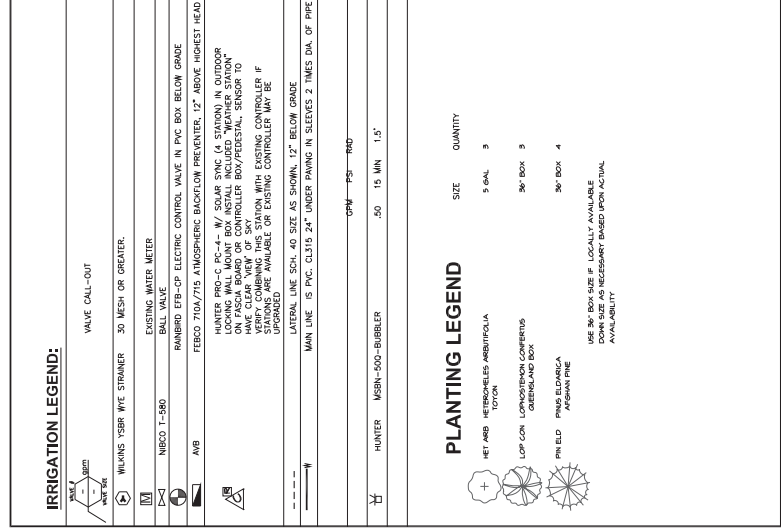 IRRIGATION LEGEND:
VALVE #
gpm
VALVE SIZE
VALVE CALL-OUT
WILKINS YSBR WYE STRAINER 30 MESH OR GREATER.
M EXISTING WATER METER
NIBCO T-580 BALL VALVE
RAINBIRD EFB-CP ELECTRIC CONTROL VALVE IN PVC BOX BELOW GRADE
AVB FEBCO 710A/715 ATMOSPHERIC BACKFLOW PREVENTER, 12" ABOVE HIGHEST HEAD
HUNTER PRO-C PC-4- W/ SOLAR SYNC (4 STATION) IN OUTDOOR
LOCKING WALL MOUNT BOX INSTALL INCLUDED "WEATHER STATION"
ON FASCIA BOARD OR CONTROLLER BOX/PEDESTAL, SENSOR TO
HAVE CLEAR 'VIEW' OF SKY
VERIFY COMBINING THIS STATION WITH EXISTING CONTROLLER IF
STATIONS ARE AVAILABLE OR EXISTING CONTROLLER MAY BE
UPGRADED
LATERAL LINE SCH. 40 SIZE AS SHOWN, 12" BELOW GRADE
MAIN LINE IS PVC. CL315 24" UNDER PAVING IN SLEEVES 2 TIMES DIA. OF PIPE
GPM PSI RAD
HUNTER MSBN-50Q-BUBBLER .50 15 MIN 1.5'
PLANTING LEGEND
SIZE QUANTITY
HET ARB HETEROMELES ARBUTIFOLIA 5 GAL 3
TOYON
LOP CON LOPHOSTEMON CONFERTUS 36" BOX 3
QUEENSLAND BOX
PIN ELD PINUS ELDARICA 36" BOX 4
AFGHAN PINE
USE 36" BOX SIZE IF LOCALLY AVAILABLE
DOWN SIZE AS NECESSARY BASED UPON ACTUAL
AVAILABILITY